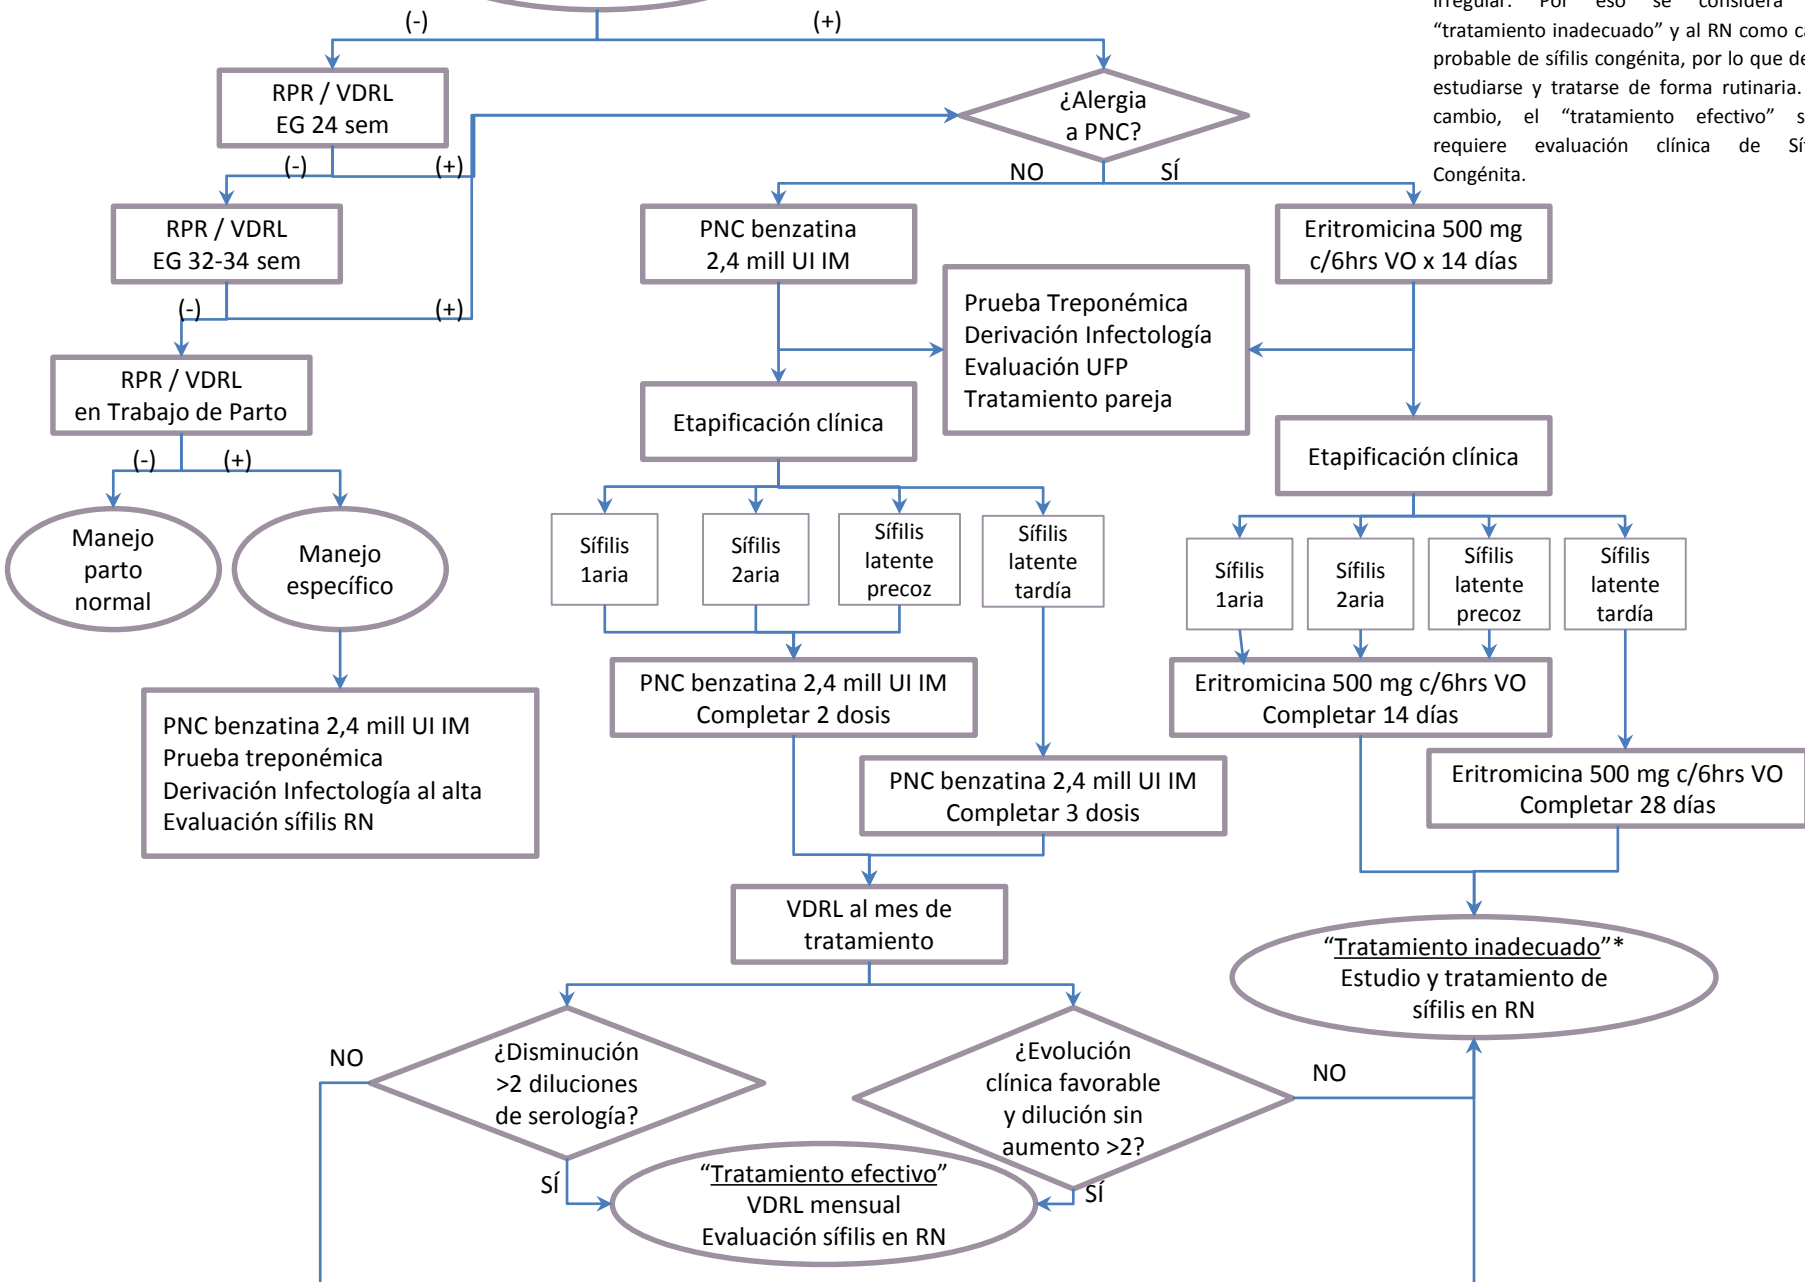 irregular. Por eso se considera
“tratamiento inadecuado” y al RN como
probable de sífilis congénita, por lo que
estudiarse y tratarse de forma rutinaria.
cambio, el “tratamiento efectivo”
requiere evaluación clínica de
Congénita.
(-)
(+)
RPR / VDRL
EG 24 sem
¿Alergia
a PNC?
(-)
(+)
NO
SÍ
RPR / VDRL
EG 32-34 sem
PNC benzatina
2,4 mill UI IM
Eritromicina 500 mg
c/6hrs VO x 14 días
(-)
(+)
Prueba Treponémica
Derivación Infectología
Evaluación UFP
Tratamiento pareja
RPR / VDRL
en Trabajo de Parto
Etapificación clínica
Etapificación clínica
(-)
(+)
Manejo
parto
normal
Manejo
específico
Sífilis
1aria
Sífilis
2aria
Sífilis
latente
precoz
Sífilis
latente
tardía
Sífilis
1aria
Sífilis
2aria
Sífilis
latente
precoz
Sífilis
latente
tardía
PNC benzatina 2,4 mill UI IM
Completar 2 dosis
Eritromicina 500 mg c/6hrs VO
Completar 14 días
PNC benzatina 2,4 mill UI IM
Prueba treponémica
Derivación Infectología al alta
Evaluación sífilis RN
PNC benzatina 2,4 mill UI IM
Completar 3 dosis
Eritromicina 500 mg c/6hrs VO
Completar 28 días
VDRL al mes de
tratamiento
“Tratamiento inadecuado”*
Estudio y tratamiento de
sífilis en RN
NO
¿Disminución
>2 diluciones
de serología?
¿Evolución
clínica favorable
y dilución sin
aumento >2?
NO
SÍ
SÍ
“Tratamiento efectivo”
VDRL mensual
Evaluación sífilis en RN